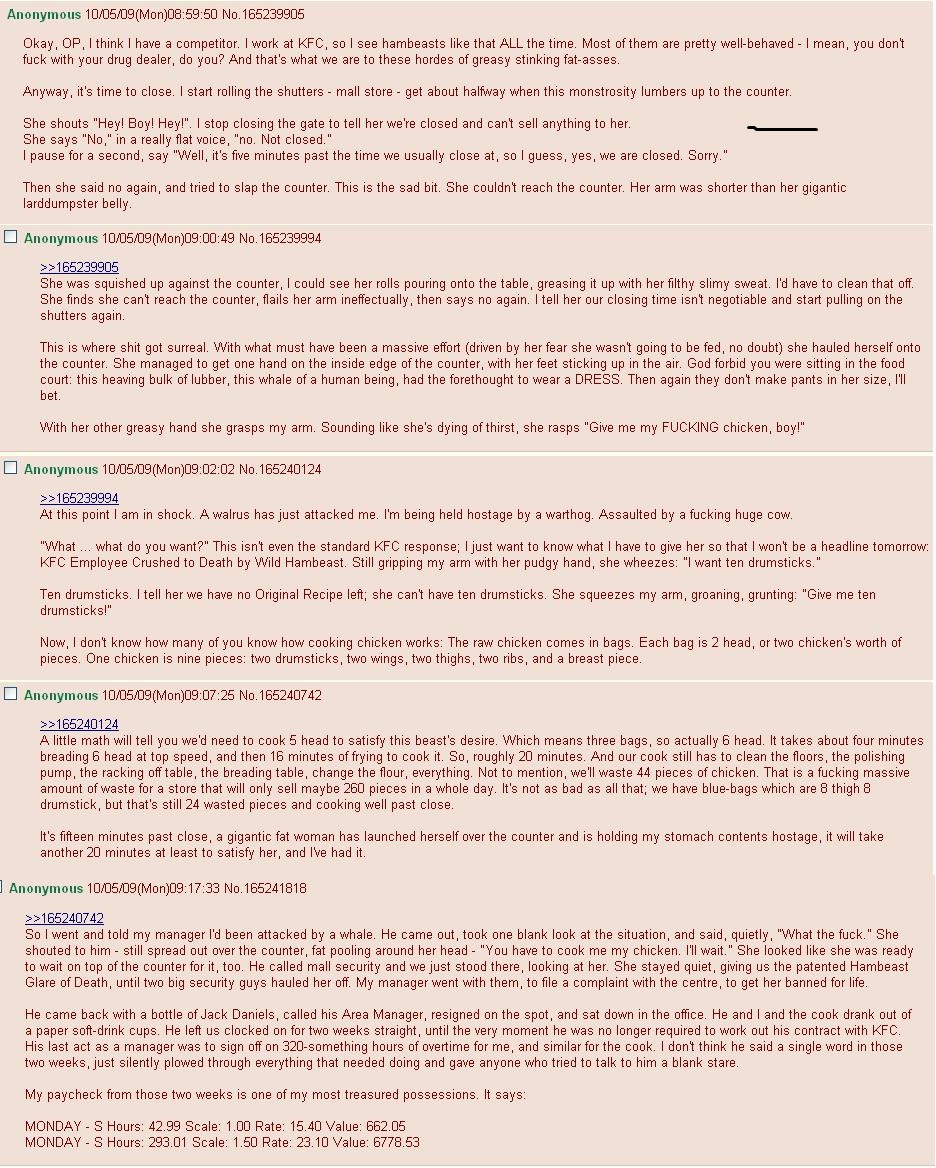 Anonymous 10/05/09(Mon)08:59:50 No.165239905
Okay, OP, I think I have a competitor. I work at KFC, so I see hambeasts like that ALL the time. Most of them are pretty well-behaved - I mean, you don't
fuck with your drug dealer, do you? And that's what we are to these hordes of greasy stinking fat-asses.
Anyway, it's time to close. I start rolling the shutters - mall store - get about halfway when this monstrosity lumbers up to the counter.
She shouts "Hey! Boy! Hey!". I stop closing the gate to tell her we're closed and can't sell anything to her.
She says "No," in a really flat voice, "no. Not closed."
I pause for a second, say "Well, it's five minutes past the time we usually close at, so I guess, yes, we are closed. Sorry."
Then she said no again, and tried to slap the counter. This is the sad bit. She couldn't reach the counter. Her arm was shorter than her gigantic
larddumpster belly.
Anonymous 10/05/09(Mon)09:00:49 No.165239994
>>165239905
She was squished up against the counter, I could see her rolls pouring onto the table, greasing it up with her filthy slimy sweat. I'd have to clean that off.
She finds she can't reach the counter, flails her arm ineffectually, then says no again. I tell her our closing time isn't negotiable and start pulling on the
shutters again.
This is where shit got surreal. With what must have been a massive effort (driven by her fear she wasn't going to be fed, no doubt) she hauled herself onto
the counter. She managed to get one hand on the inside edge of the counter, with her feet sticking up in the air. God forbid you were sitting in the food
court: this heaving bulk of lubber, this whale of a human being, had the forethought to wear a DRESS. Then again they don't make pants in her size, I'll
bet.
With her other greasy hand she grasps my arm. Sounding like she's dying of thirst, she rasps "Give me my FUCKING chicken, boy!"
Anonymous 10/05/09(Mon)09:02:02 No.165240124
>>165239994
At this point I am in shock. A walrus has just attacked me. I'm being held hostage by a warthog. Assaulted by a fucking huge cow.
"What ... what do you want?" This isn't even the standard KFC response; I just want to know what I have to give her so that I won't be a headline tomorrow:
KFC Employee Crushed to Death by Wild Hambeast. Still gripping my arm with her pudgy hand, she wheezes: "I want ten drumsticks."
Ten drumsticks. I tell her we have no Original Recipe left; she can't have ten drumsticks. She squeezes my arm, groaning, grunting: "Give me ten
drumsticks!"
Now, I don't know how many of you know how cooking chicken works: The raw chicken comes in bags. Each bag is 2 head, or two chicken's worth of
pieces. One chicken is nine pieces: two drumsticks, two wings, two thighs, two ribs, and a breast piece.
Anonymous 10/05/09(Mon)09:07:25 No.165240742
>>165240124
A little math will tell you we'd need to cook 5 head to satisfy this beast's desire. Which means three bags, so actually 6 head. It takes about four minutes
breading 6 head at top speed, and then 16 minutes of frying to cook it. So, roughly 20 minutes. And our cook still has to clean the floors, the polishing
pump, the racking off table, the breading table, change the flour, everything. Not to mention, we'll waste 44 pieces of chicken. That is a fucking massive
amount of waste for a store that will only sell maybe 260 pieces in a whole day. It's not as bad as all that; we have blue-bags which are 8 thigh 8
drumstick, but that's still 24 wasted pieces and cooking well past close.
It's fifteen minutes past close, a gigantic fat woman has launched herself over the counter and is holding my stomach contents hostage, it will take
another 20 minutes at least to satisfy her, and I've had it.
Anonymous 10/05/09(Mon)09:17:33 No.165241818
>>165240742
So I went and told my manager I'd been attacked by a whale. He came out, took one blank look at the situation, and said, quietly, "What the fuck." She
shouted to him - still spread out over the counter, fat pooling around her head - "You have to cook me my chicken. I'll wait." She looked like she was ready
to wait on top of the counter for it, too. He called mall security and we just stood there, looking at her. She stayed quiet, giving us the patented Hambeast
Glare of Death, until two big security guys hauled her off. My manager went with them, to file a complaint with the centre, to get her banned for life.
He came back with a bottle of Jack Daniels, called his Area Manager, resigned on the spot, and sat down in the office. He and I and the cook drank out of
a paper soft-drink cups. He left us clocked on for two weeks straight, until the very moment he was no longer required to work out his contract with KFC.
His last act as a manager was to sign off on 320-something hours of overtime for me, and similar for the cook. I don't think he said a single word in those
two weeks, just silently plowed through everything that needed doing and gave anyone who tried to talk to him a blank stare.
My paycheck from those two weeks is one of my most treasured possessions. It says:
MONDAY - S Hours: 42.99 Scale: 1.00 Rate: 15.40 Value: 662.05
MONDAY - S Hours: 293.01 Scale: 1.50 Rate: 23.10 Value: 6778.53